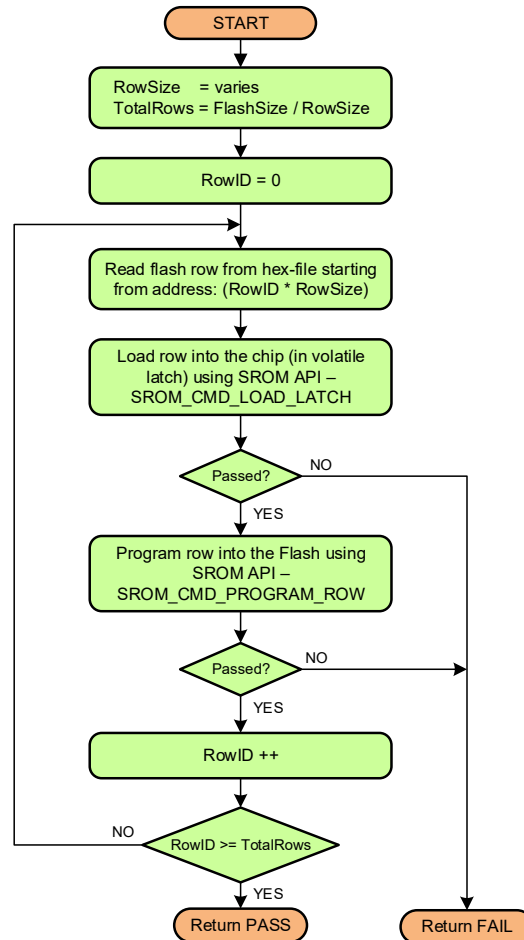 START
RowSize = varies
TotalRows = FlashSize / RowSize
RowID = 0
Read flash row from hex-file starting
from address: (RowID * RowSize)
Load row into the chip (in volatile
latch) using SROM API –
SROM_CMD_LOAD_LATCH
Passed?
NO
YES
Program row into the Flash using
SROM API –
SROM_CMD_PROGRAM_ROW
Passed?
NO
YES
RowID ++
NO
RowID >= TotalRows
YES
Return PASS
Return FAIL